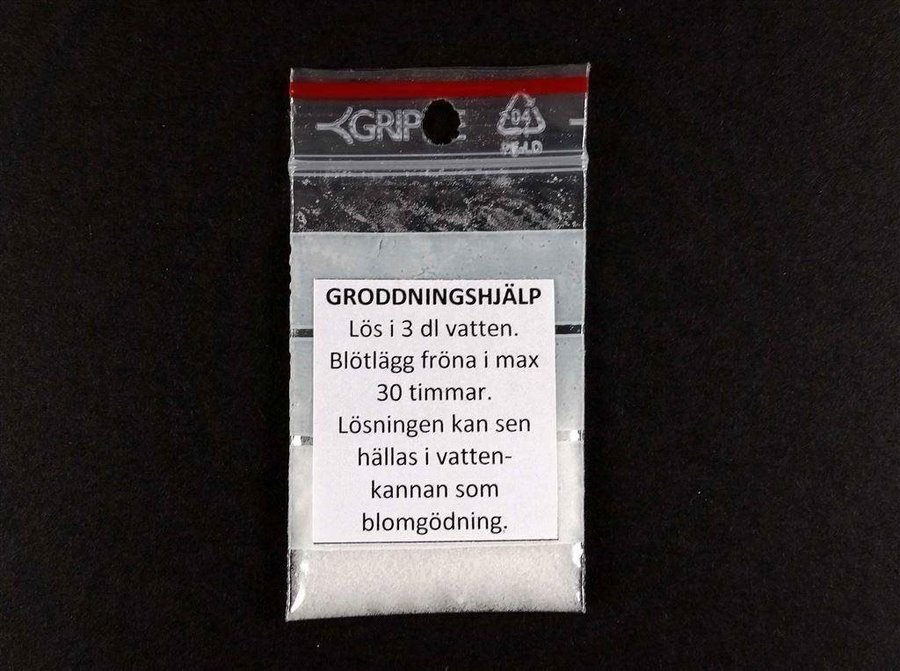 GRIP
04
PE-LD
GRODDNINGSHJÄLP
Lös i 3 dl vatten.
Blötlägg fröna i max
30 timmar.
Lösningen kan sen
hällas i vatten-
kannan som
blomgödning.